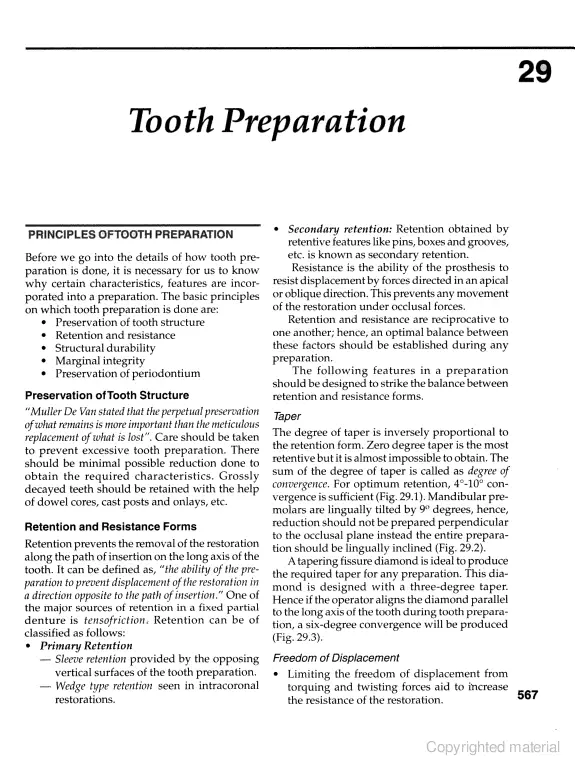 29
Tooth Preparation
PRINCIPLES OF TOOTH PREPARATION
Before we go into the details of how tooth pre-
paration is done, it is necessary for us to know
why certain characteristics, features are incor-
porated into a preparation. The basic principles
on which tooth preparation is done are:
• Preservation of tooth structure
• Retention and resistance
• Structural durability
• Marginal integrity
• Preservation of periodontium
Preservation of Tooth Structure
"Muller De Van stated that the perpetual preservation
of what remains is more important than the meticulous
replacement of what is lost". Care should be taken
to prevent excessive tooth preparation. There
should be minimal possible reduction done to
obtain the required characteristics. Grossly
decayed teeth should be retained with the help
of dowel cores, cast posts and onlays, etc.
Retention and Resistance Forms
Retention prevents the removal of the restoration
along the path of insertion on the long axis of the
tooth. It can be defined as, "the ability of the pre-
paration to prevent displacement of the restoration in
a direction opposite to the path of insertion." One of
the major sources of retention in a fixed partial
denture is tensofriction. Retention can be of
classified as follows:
• Primary Retention
— Sleeve retention provided by the opposing
vertical surfaces of the tooth preparation.
— Wedge type retention seen in intracoronal
restorations.
• Secondary retention: Retention obtained by
retentive features like pins, boxes and grooves,
etc. is known as secondary retention.
Resistance is the ability of the prosthesis to
resist displacement by forces directed in an apical
or oblique direction. This prevents any movement
of the restoration under occlusal forces.
Retention and resistance are reciprocative to
one another; hence, an optimal balance between
these factors should be established during any
preparation.
The following features in a preparation
should be designed to strike the balance between
retention and resistance forms.
Taper
The degree of taper is inversely proportional to
the retention form. Zero degree taper is the most
retentive but it is almost impossible to obtain. The
sum of the degree of taper is called as degree of
convergence. For optimum retention, 4°-10° con-
vergence is sufficient (Fig. 29.1). Mandibular pre-
molars are lingually tilted by 9° degrees, hence,
reduction should not be prepared perpendicular
to the occlusal plane instead the entire prepara-
tion should be lingually inclined (Fig. 29.2).
A tapering fissure diamond is ideal to produce
the required taper for any preparation. This dia-
mond is designed with a three-degree taper.
Hence if the operator aligns the diamond parallel
to the long axis of the tooth during tooth prepara-
tion, a six-degree convergence will be produced
(Fig. 29.3).
Freedom of Displacement
• Limiting the freedom of displacement from
torquing and twisting forces aid to increase
the resistance of the restoration.
567
Copyrighted material